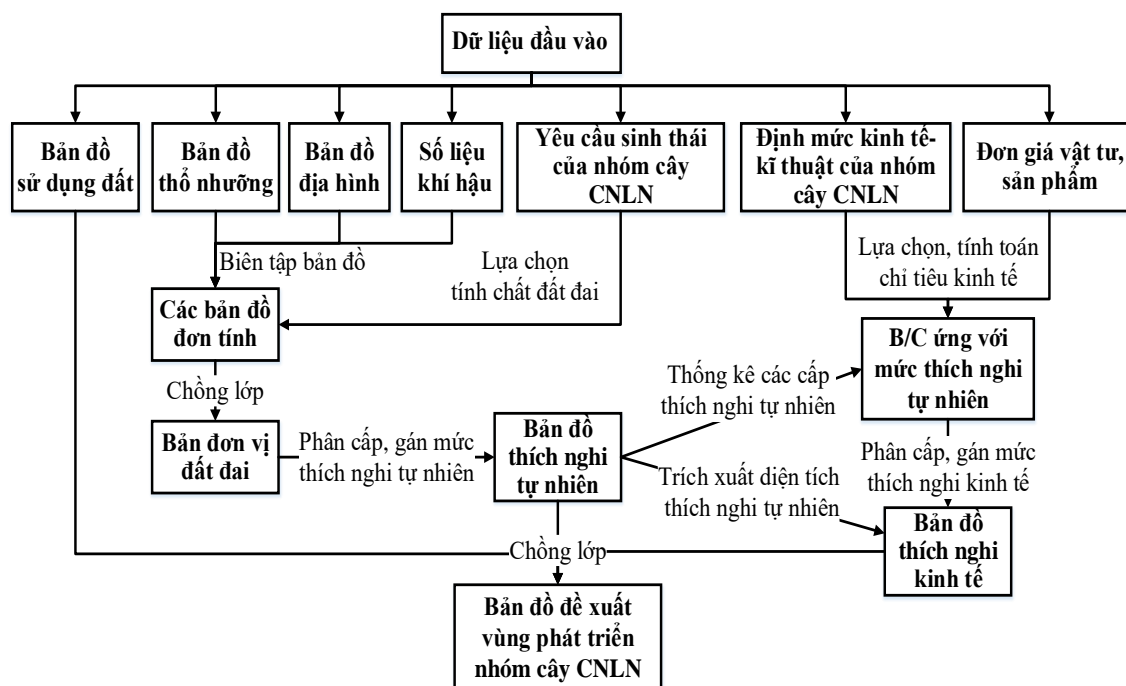 Dữ liệu đầu vào
Bản đồ
sử dụng đất
Bản đồ
thổ nhưỡng
Bản đồ
địa hình
Số liệu
khí hậu
Yêu cầu sinh thái
của nhóm cây
CNLN
Định mức kinh tế-
kĩ thuật của nhóm
cây CNLN
Đơn giá vật tư,
sản phẩm
Biên tập bản đồ
Lựa chọn
tính chất đất đai
Lựa chọn, tính toán
chỉ tiêu kinh tế
Các bản đồ
đơn tính
B/C ứng với
mức thích nghi
tự nhiên
Chồng lớp
Thống kê các cấp
thích nghi tự nhiên
Bản đơn vị
đất đai
Phân cấp, gán mức
thích nghi tự nhiên
Bản đồ
thích nghi
tự nhiên
Trích xuất diện tích
thích nghi tự nhiên
Phân cấp, gán mức
thích nghi kinh tế
Bản đồ
thích nghi
kinh tế
Chồng lớp
Bản đồ đề xuất
vùng phát triển
nhóm cây CNLN